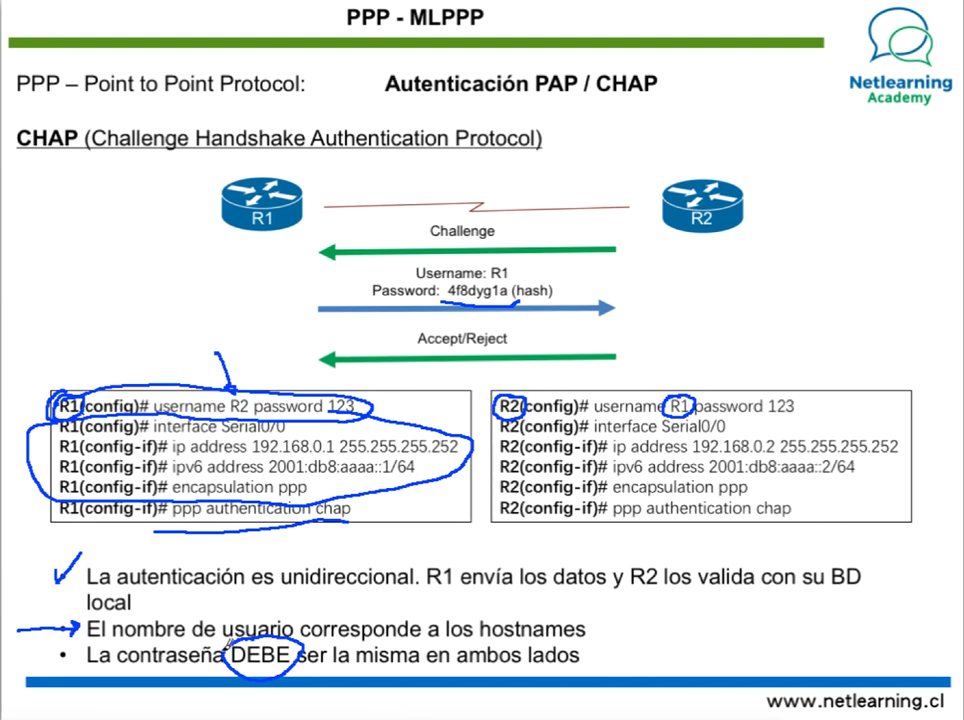 PPP - MLPPP
Netlearning
Academy
PPP – Point to Point Protocol: Autenticación PAP / CHAP
CHAP (Challenge Handshake Authentication Protocol)
R1
R2
Challenge
Username: R1
Password: 4f8dyg1a (hash)
Accept/Reject
R1(config)# username R2 password 123
R1(config)# interface Serial0/0
R1(config-if)# ip address 192.168.0.1 255.255.255.252
R1(config-if)# ipv6 address 2001:db8:aaaa::1/64
R1(config-if)# encapsulation ppp
R1(config-if)# ppp authentication chap
R2(config)# username R1 password 123
R2(config)# interface Serial0/0
R2(config-if)# ip address 192.168.0.2 255.255.255.252
R2(config-if)# ipv6 address 2001:db8:aaaa::2/64
R2(config-if)# encapsulation ppp
R2(config-if)# ppp authentication chap
La autenticación es unidireccional. R1 envía los datos y R2 los valida con su BD
local
• El nombre de usuario corresponde a los hostnames
• La contraseña DEBE ser la misma en ambos lados
www.netlearning.cl